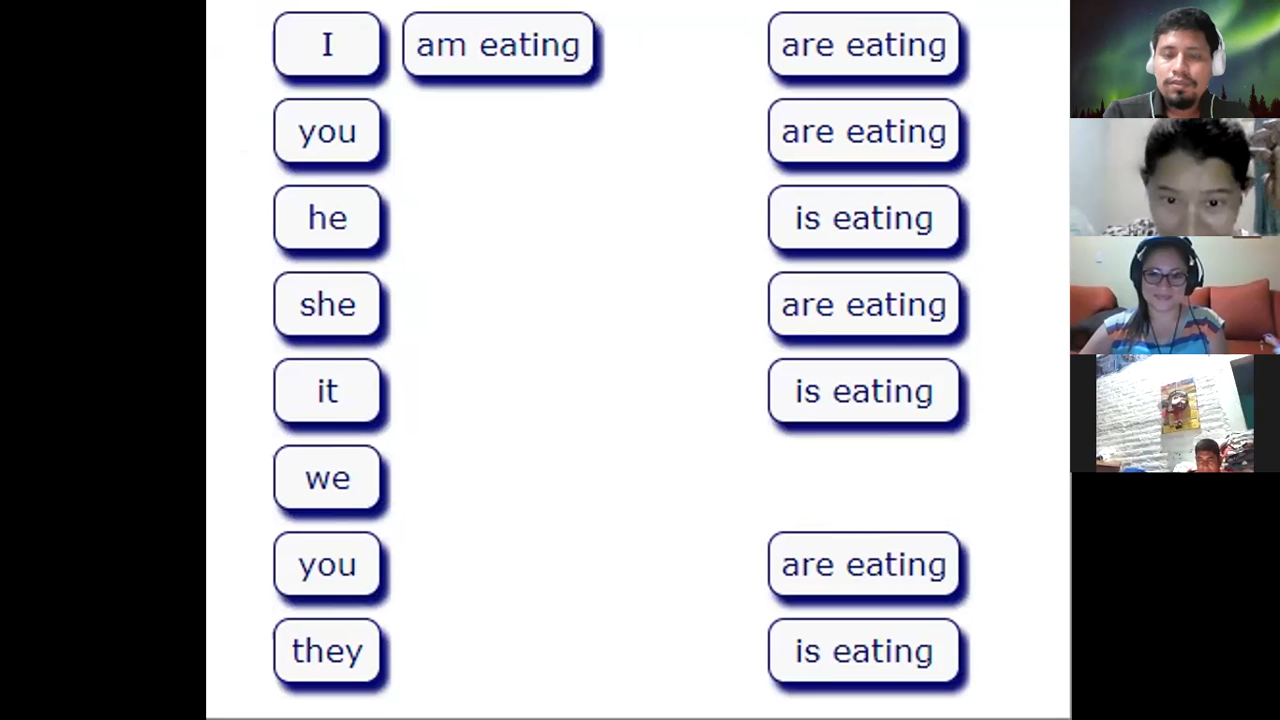 I am eating are eating
you are eating
he is eating
she are eating
it is eating
we
you are eating
they is eating